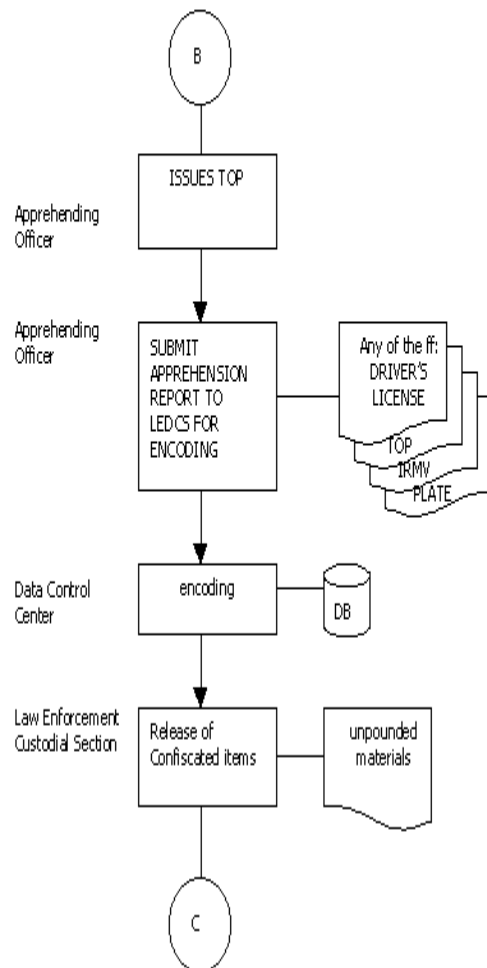 B
ISSUES TOP
Apprehending
Officer
Apprehending
Officer
SUBMIT
APPREHENSION
REPORT TO
LEDCS FOR
ENCODING
Any of the ff:
DRIVER'S
LICENSE
TOP
IRMV
PLATE
Data Control
Center
encoding
DB
Law Enforcement
Custodial Section
Release of
Confiscated items
unpounded
materials
C